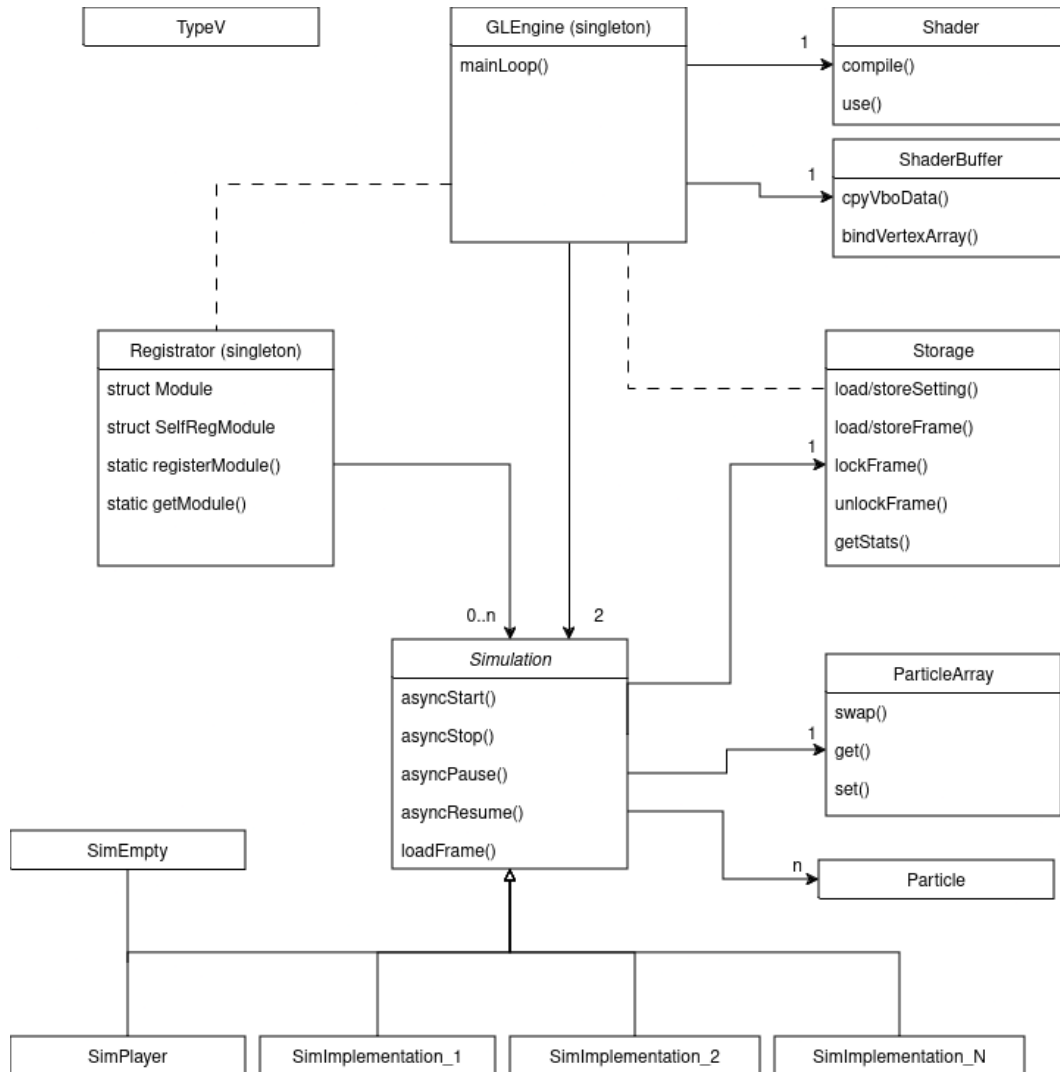 TypeV
GLEngine (singleton)
mainLoop()
1
Shader
compile()
use()
1
ShaderBuffer
cpyVboData()
bindVertexArray()
Registrator (singleton)
struct Module
struct SelfRegModule
static registerModule()
static getModule()
Storage
load/storeSetting()
load/storeFrame()
1
lockFrame()
unlockFrame()
getStats()
0..n
2
Simulation
asyncStart()
asyncStop()
asyncPause()
asyncResume()
loadFrame()
ParticleArray
swap()
1
get()
set()
n
Particle
SimEmpty
SimPlayer
SimImplementation_1
SimImplementation_2
SimImplementation_N